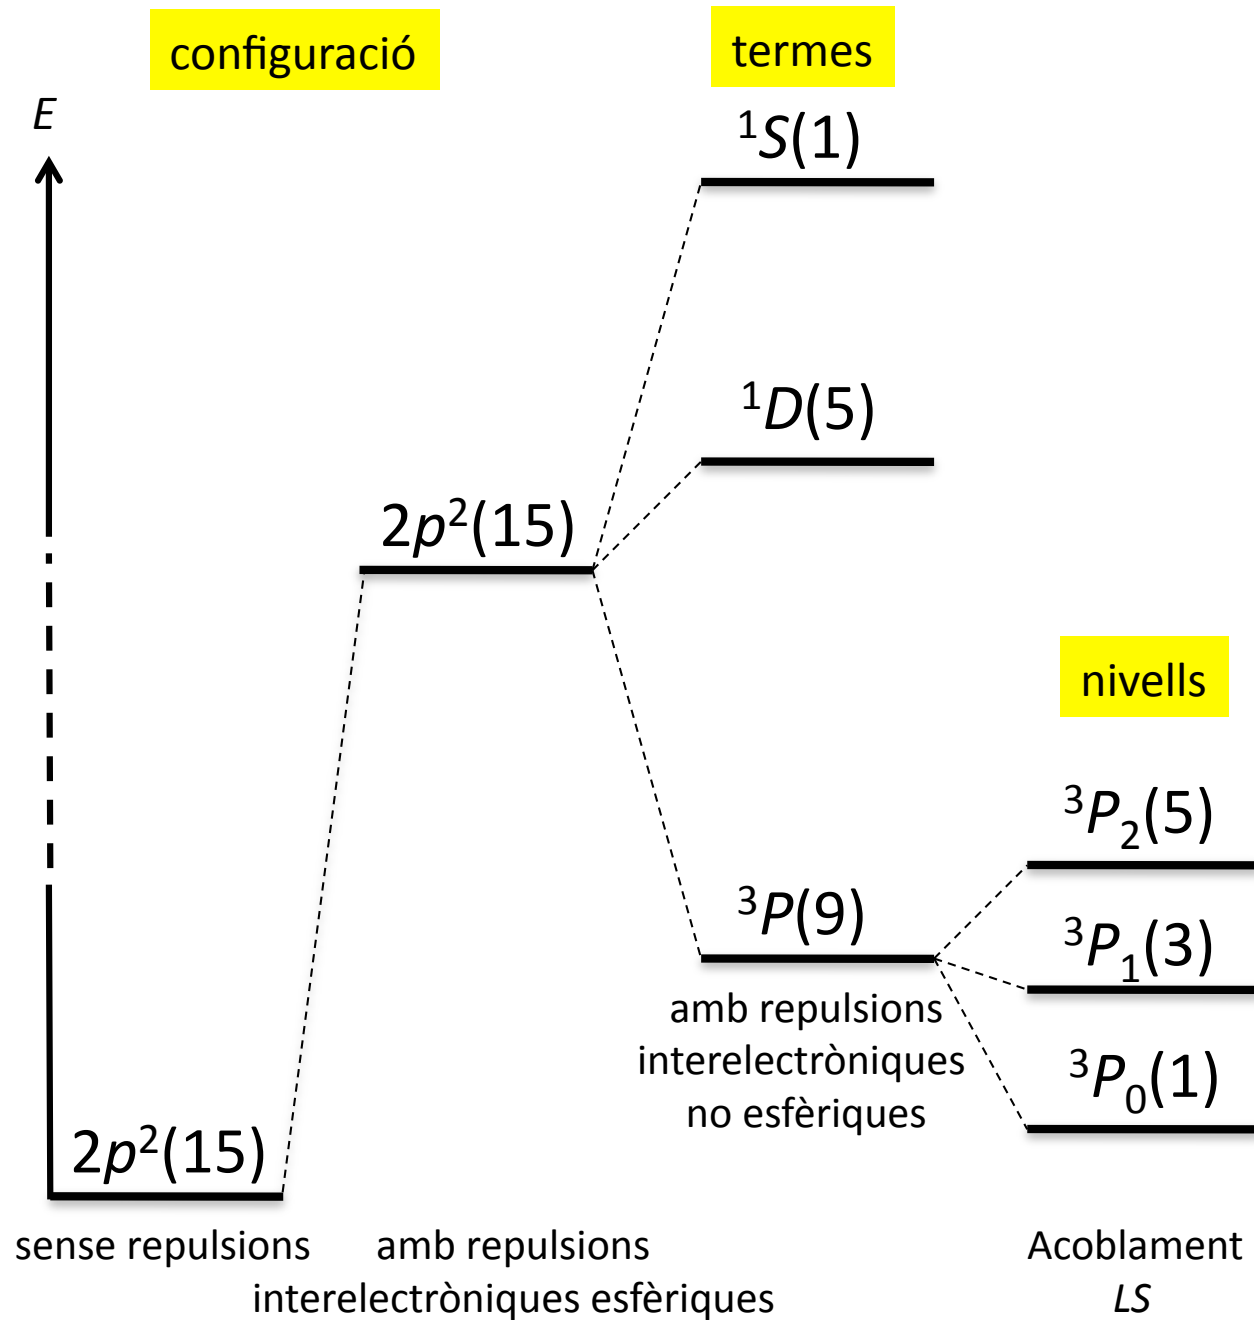 configuració
termes
E
¹S(1)
¹D(5)
2p²(15)
nivells
³P₂(5)
³P(9)
³P₁(3)
amb repulsions
interelectròniques
no esfèriques
³P₀(1)
2p²(15)
sense repulsions
amb repulsions
interelectròniques esfèriques
Acoblament
LS